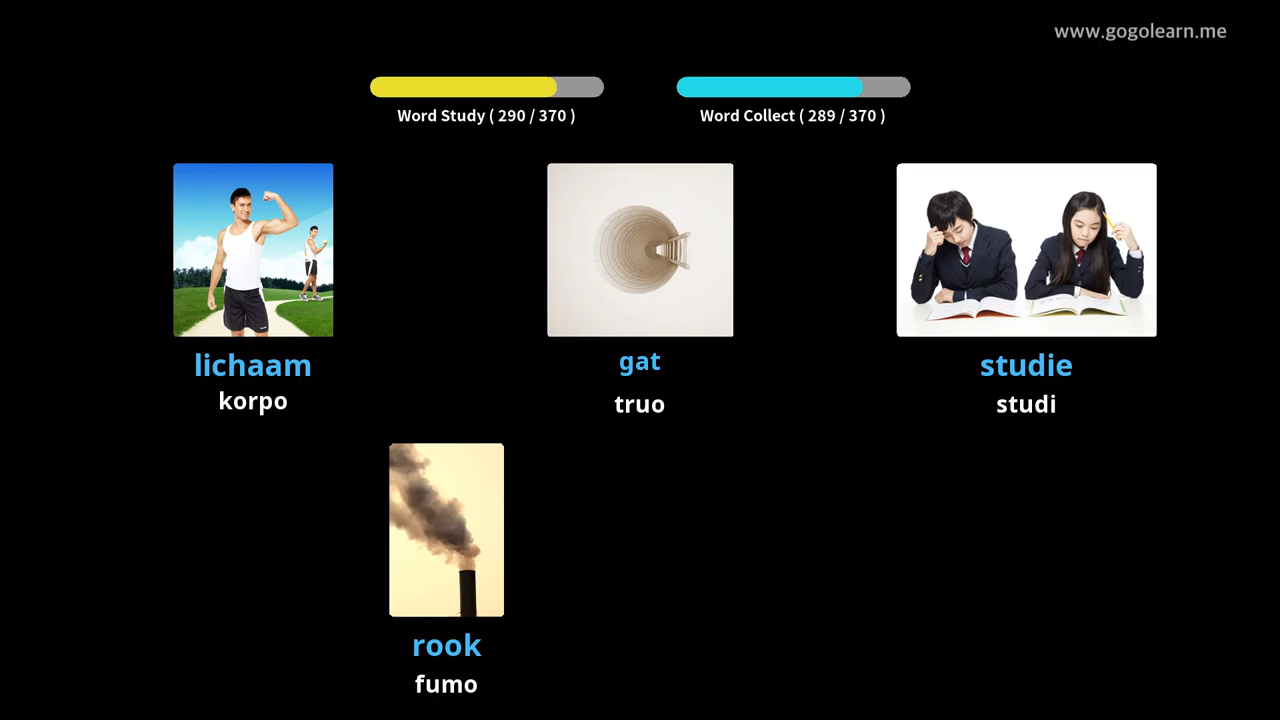 www.gogolearn.me
Word Study ( 290 / 370 )
Word Collect ( 289 / 370 )
lichaam
korpo
gat
truo
studie
studi
rook
fumo